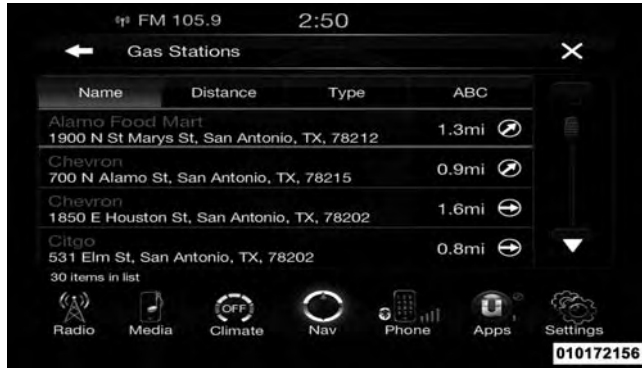 FM 105.9 2:50
Gas Stations
Name Distance Type ABC
Alamo Food Mart
1900 N St Marys St, San Antonio, TX, 78212 1.3mi
Chevron
700 N Alamo St, San Antonio, TX, 78215 0.9mi
Chevron
1850 E Houston St, San Antonio, TX, 78202 1.6mi
Citgo
531 Elm St, San Antonio, TX, 78202 0.8mi
30 items in list
OFF
Radio Media Climate Nav Phone Apps Settings
010172156